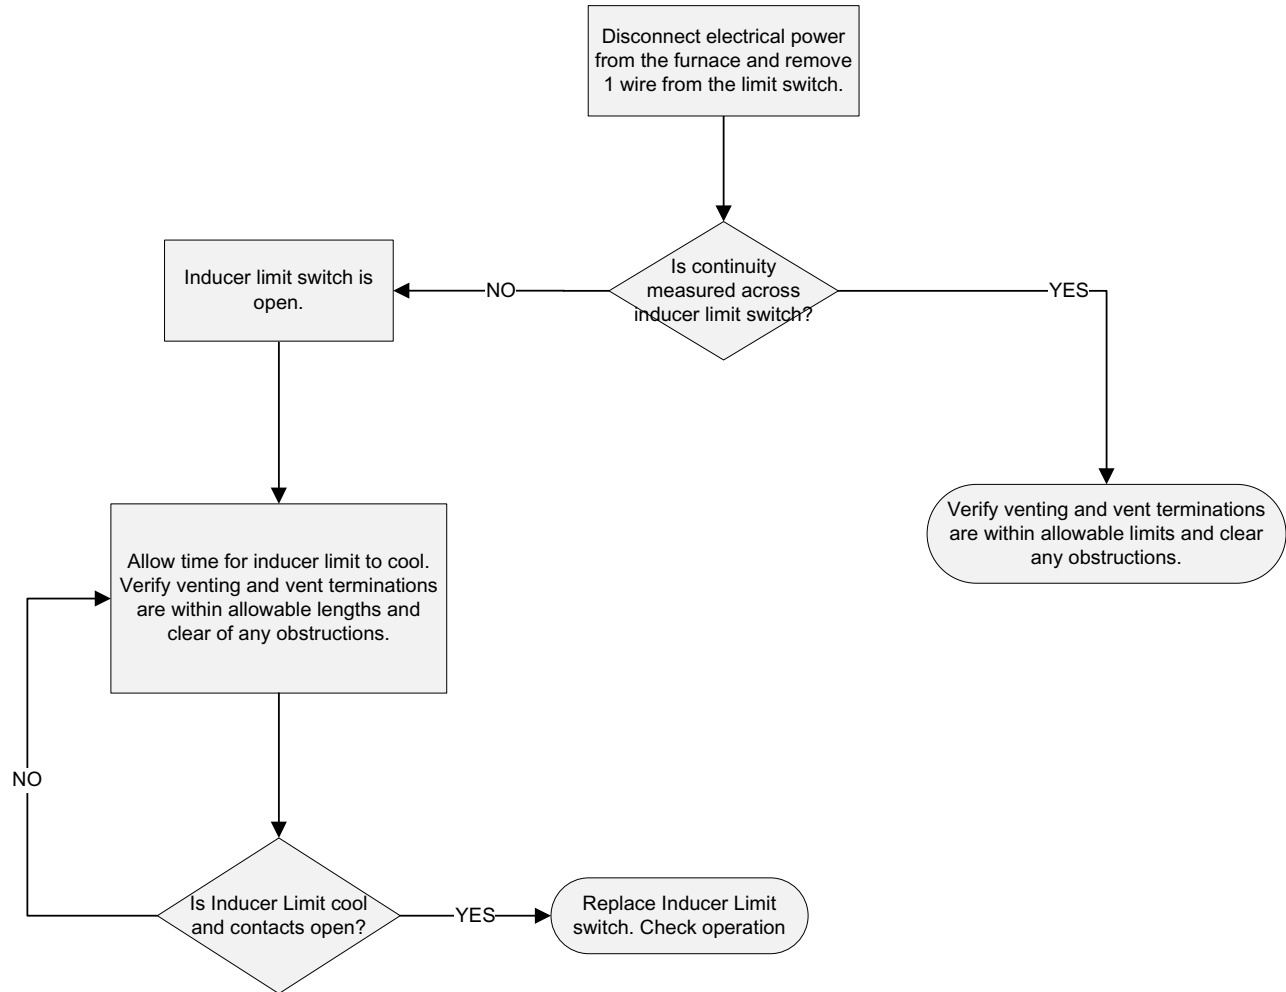 Disconnect electrical power
from the furnace and remove
1 wire from the limit switch.
Is continuity
measured across
inducer limit switch?
NO
YES
Inducer limit switch is
open.
Verify venting and vent terminations
are within allowable limits and clear
any obstructions.
Allow time for inducer limit to cool.
Verify venting and vent terminations
are within allowable lengths and
clear of any obstructions.
NO
Is Inducer Limit cool
and contacts open?
YES
Replace Inducer Limit
switch. Check operation